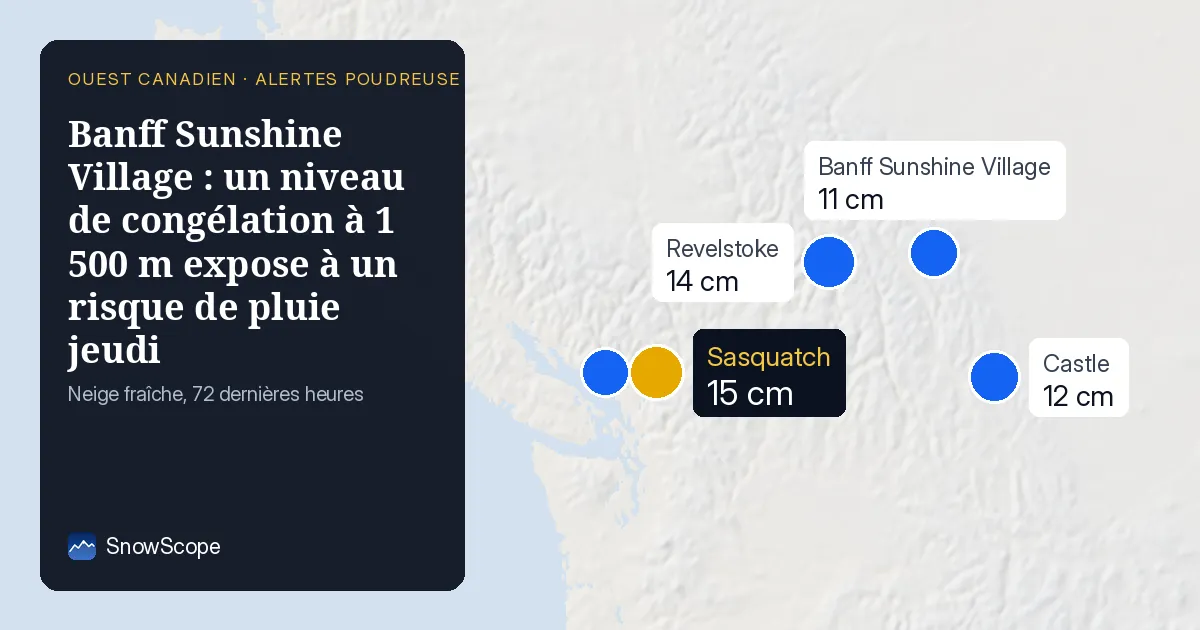 OUEST CANADIEN · ALERTES POUDREUSE
Banff Sunshine
Village : un niveau
de congélation à 1
500 m expose à un
risque de pluie
jeudi
Neige fraîche, 72 dernières heures
SnowScope
Banff Sunshine Village
11 cm
Revelstoke
14 cm
Sasquatch
15 cm
Castle
12 cm